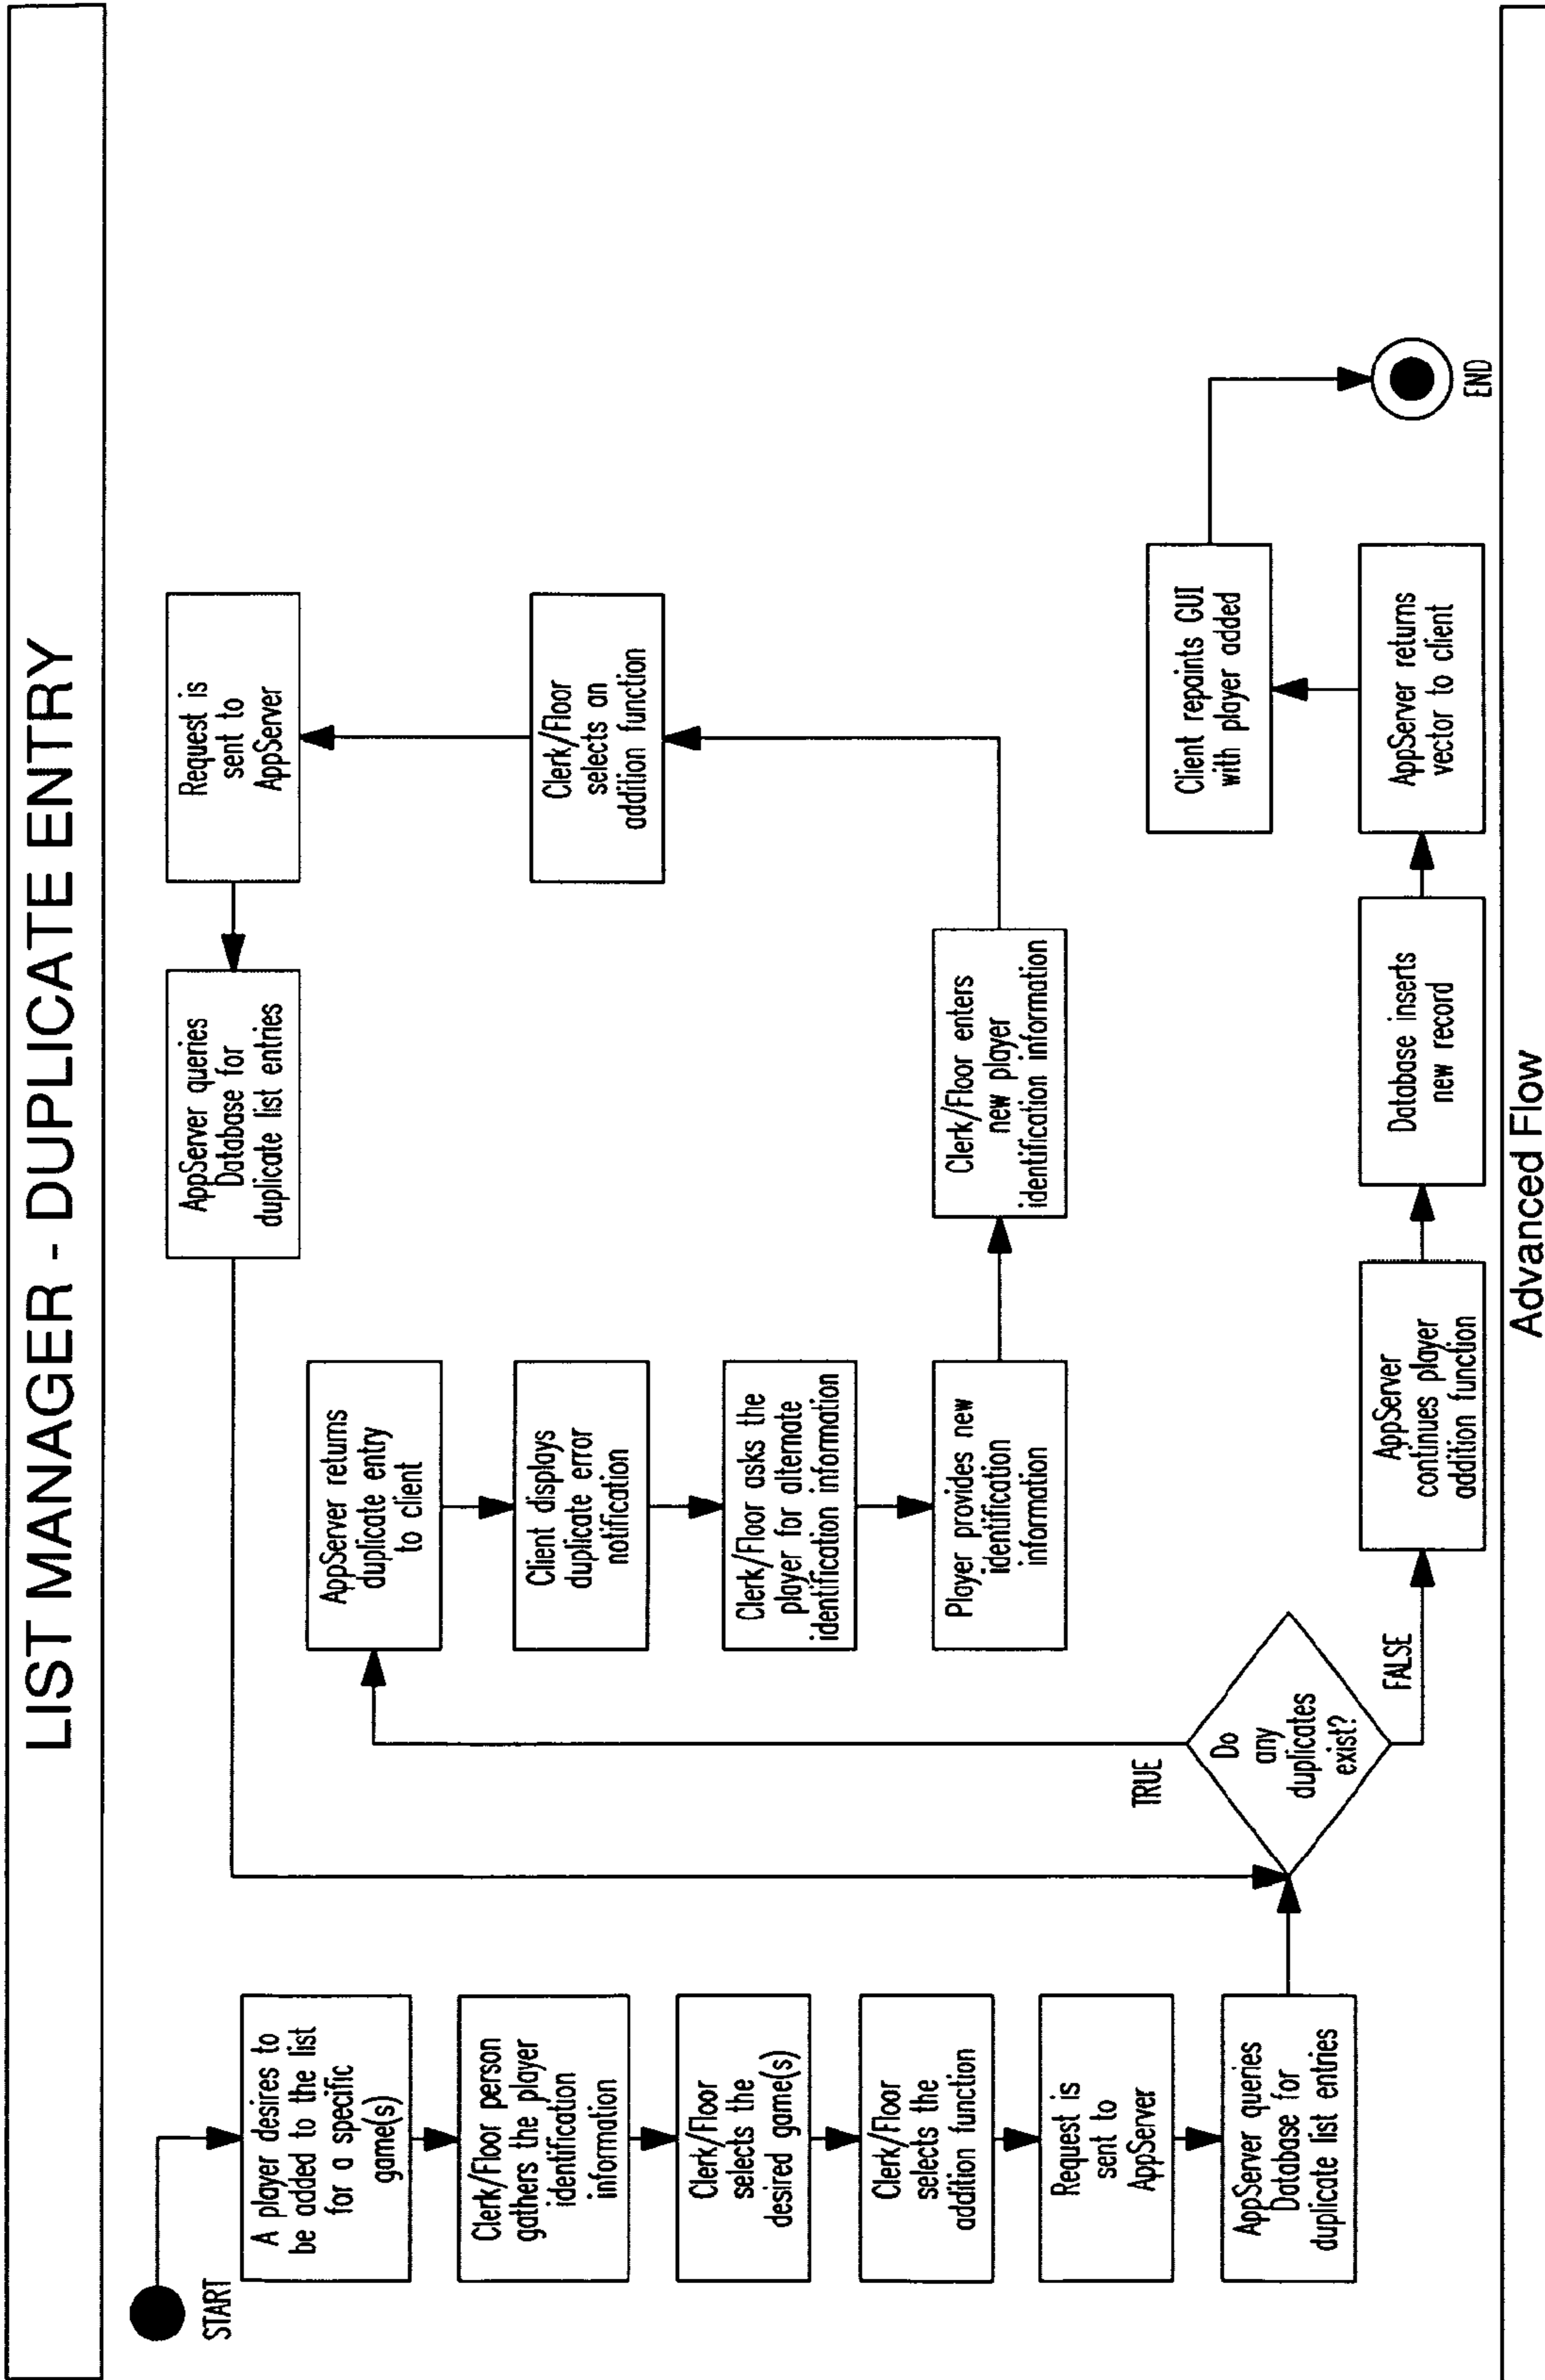 LIST MANAGER - DUPLICATE ENTRY
START
A player desires to
be added to the list
for a specific
game(s)
Clerk/Floor person
gathers the player
identification
information
Clerk/Floor
selects the
desired game(s)
Clerk/Floor
selects the
addition function
Request is
sent to
AppServer
AppServer queries
Database for
duplicate list entries
Do
any
duplicates
exist?
TRUE
AppServer returns
duplicate entry
to client
Client displays
duplicate error
notification
Clerk/Floor asks the
player for alternate
identification information
Player provides new
identification
information
Clerk/Floor enters
new player
identification information
Clerk/Floor
selects an
addition function
Request is
sent to
AppServer
AppServer queries
Database for
duplicate list entries
FALSE
AppServer
continues player
addition function
Database inserts
new record
AppServer returns
vector to client
Client repaints GUI
with player added
END
Advanced Flow